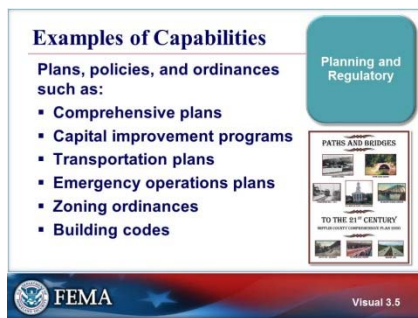 Examples of Capabilities
Planning and
Regulatory
Plans, policies, and ordinances
such as:
▪ Comprehensive plans
▪ Capital improvement programs
▪ Transportation plans
▪ Emergency operations plans
▪ Zoning ordinances
▪ Building codes
PATHS AND BRIDGES
TO THE 21ST CENTURY
FEMA
Visual 3.5